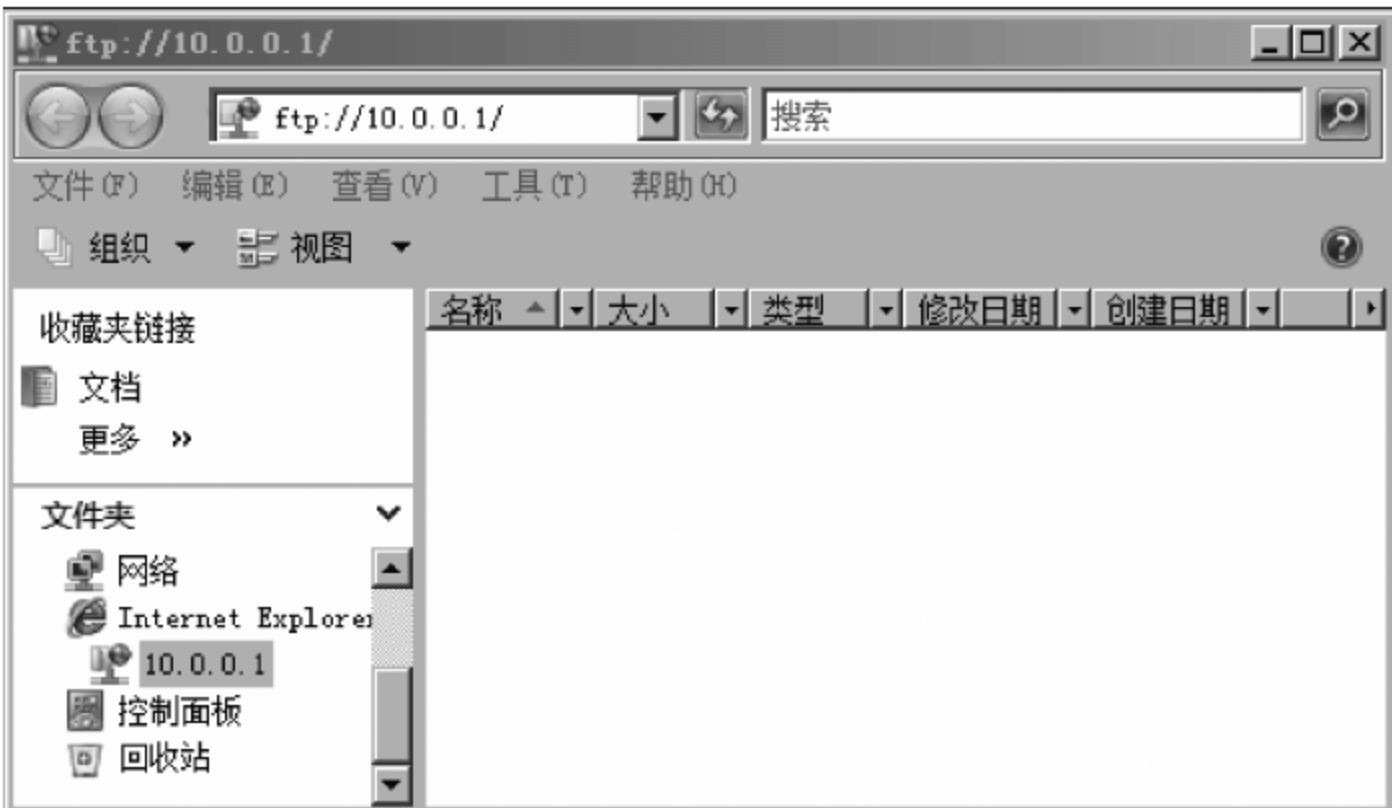 ftp://10.0.0.1/
ftp://10.0.0.1/ 搜索
文件(F) 编辑(E) 查看(V) 工具(T) 帮助(H)
组织 视图
名称 大小 类型 修改日期 创建日期
收藏夹链接
文档
更多 »
文件夹
网络
Internet Explorer
10.0.0.1
控制面板
回收站